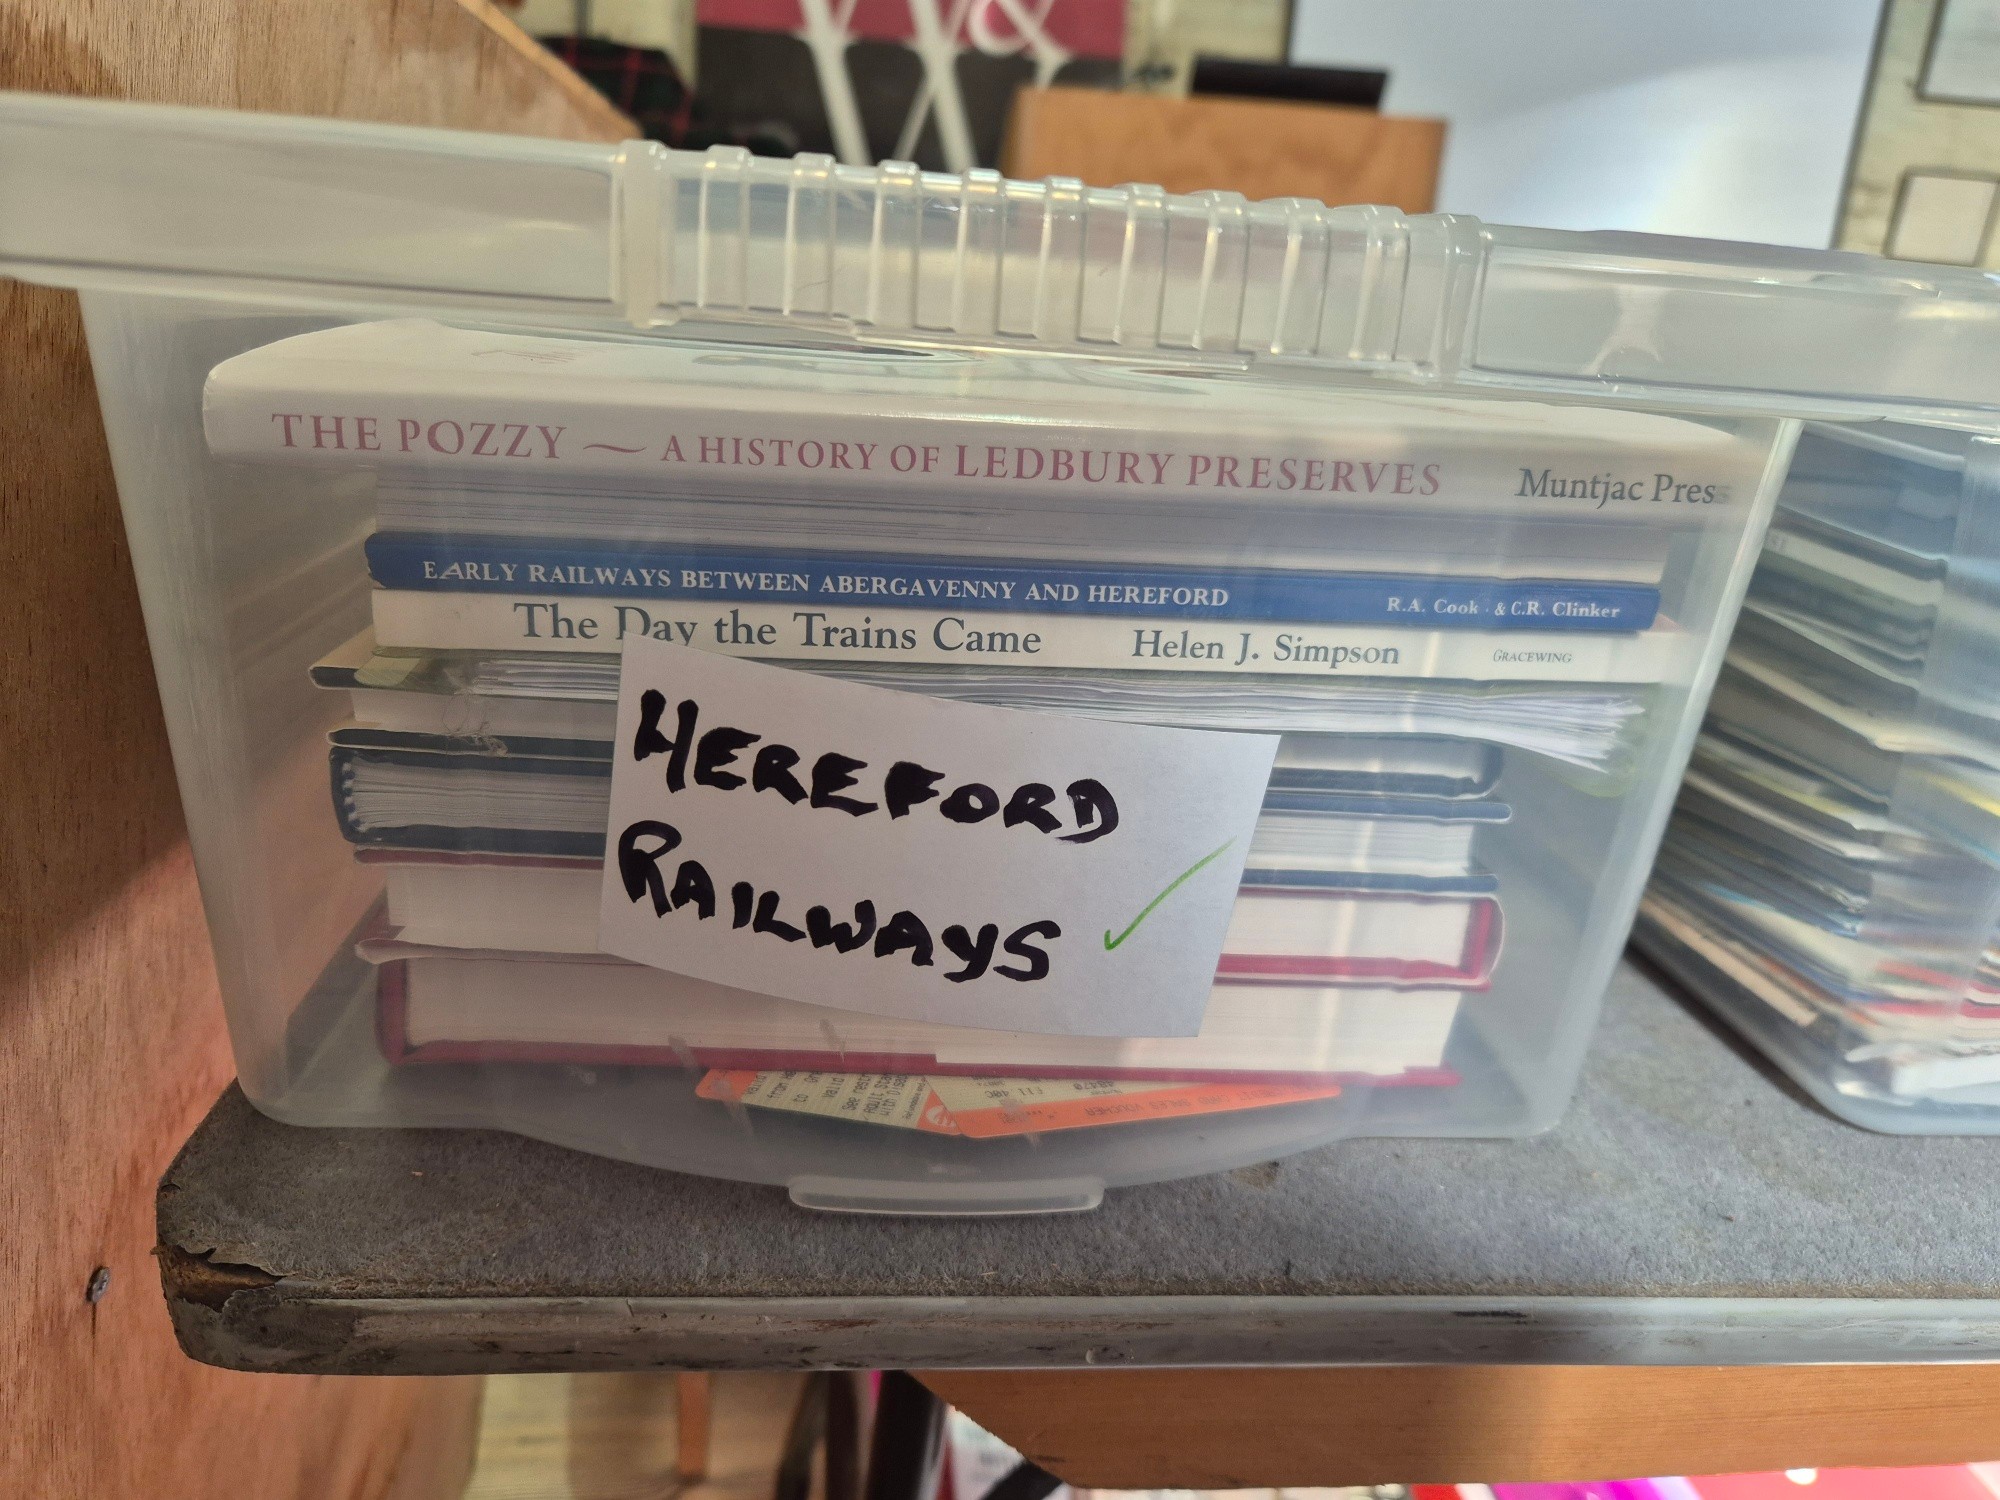 W&
THE POZZY ~ A HISTORY OF LEDBURY PRESERVES Muntjac Press
EARLY RAILWAYS BETWEEN ABERGAVENNY AND HEREFORD R.A. Cook & C.R. Clinker
The Day the Trains Came Helen J. Simpson GRACEWING
HEREFORD
RAILWAYS ✓